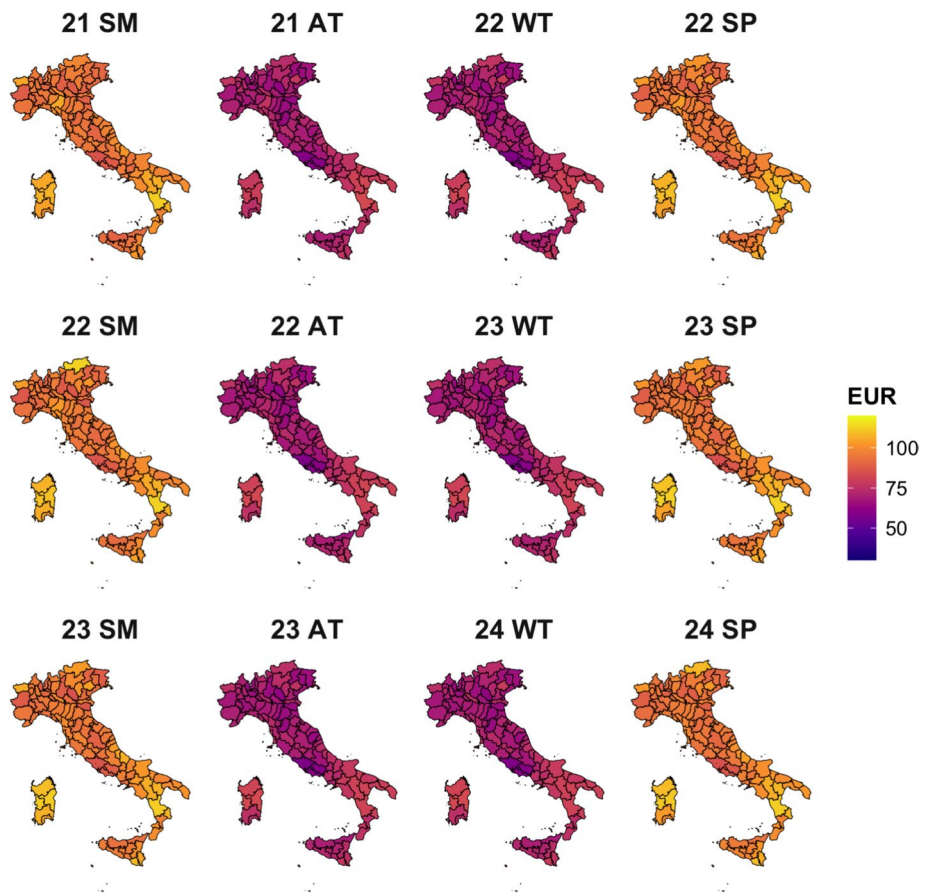 21 SM
21 AT
22 WT
22 SP
22 SM
22 AT
23 WT
23 SP
EUR
100
75
50
23 SM
23 AT
24 WT
24 SP